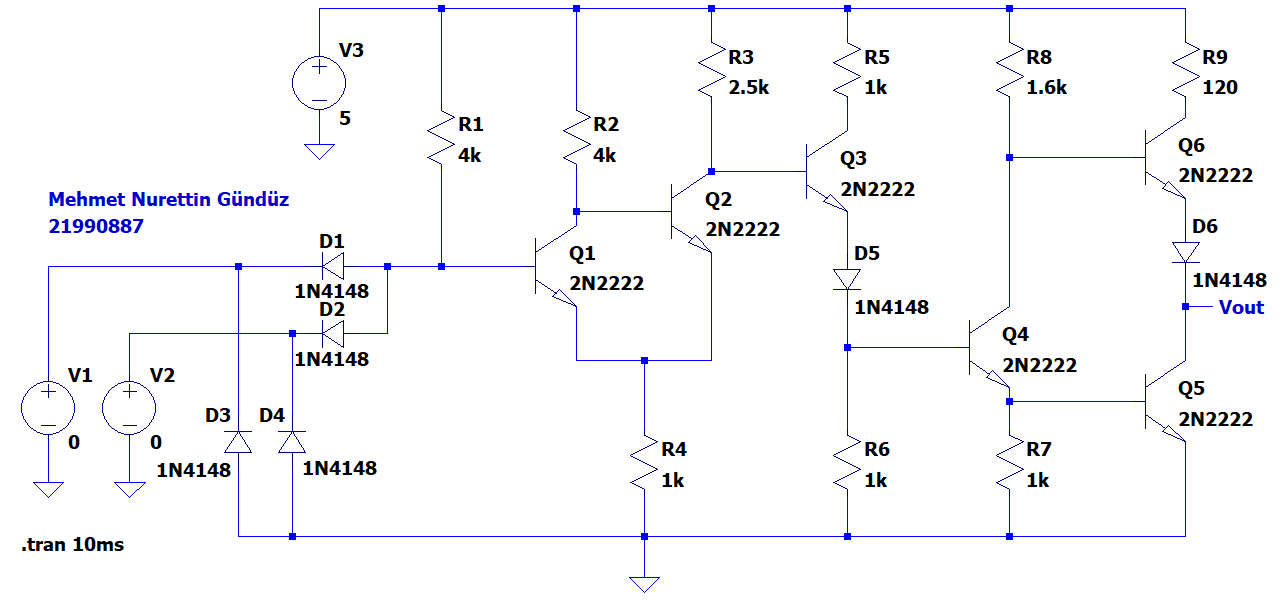 V3
5
R1
4k
R2
4k
R3
2.5k
R5
1k
R8
1.6k
R9
120
Q3
2N2222
Q6
2N2222
Mehmet Nurettin Gündüz
21990887
Q2
2N2222
D6
1N4148
D1
1N4148
Q1
2N2222
D5
1N4148
Vout
D2
1N4148
Q4
2N2222
V1
0
V2
0
D3
1N4148
D4
1N4148
Q5
2N2222
R4
1k
R6
1k
R7
1k
.tran 10ms